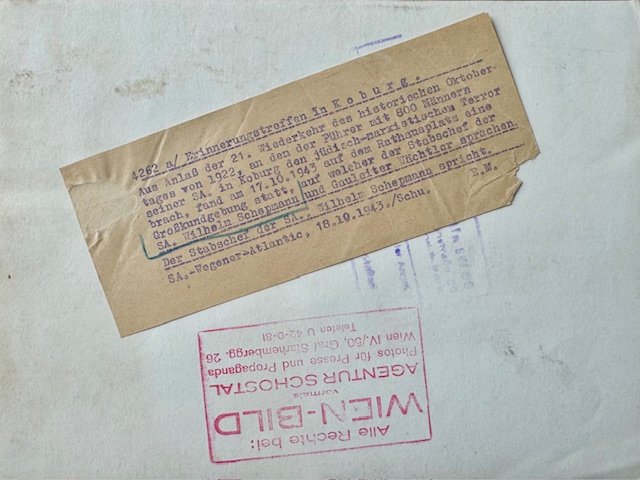 4262 a/ Erinnerungstreffen In Koburg.
Aus Anlaß der 21. Wiederkehr des historischen Oktober-
tages von 1922, an dem der Führer mit 800 Männern
seiner SA. in Koburg den jüdisch-marxistischem Terror
brach, fand am 17.10.1943 auf dem Rathausplatz eine
Großkundgebung statt, auf welcher der Stabschef der
SA. Wilhelm Schepmann und Gauleiter Wächtler sprachen.
Der Stabschef der SA., Wilhelm Schepmann spricht.
SA.-Wegener-Atlantic, 18.10.1943./Schu. E.M.
Alle Rechte bei:
WIEN-BILD
vormals
AGENTUR SCHOSTAL
Photos für Presse und Propaganda
Wien IV./50, Graf Starhembergg. 26
Telefon U 42-0-81